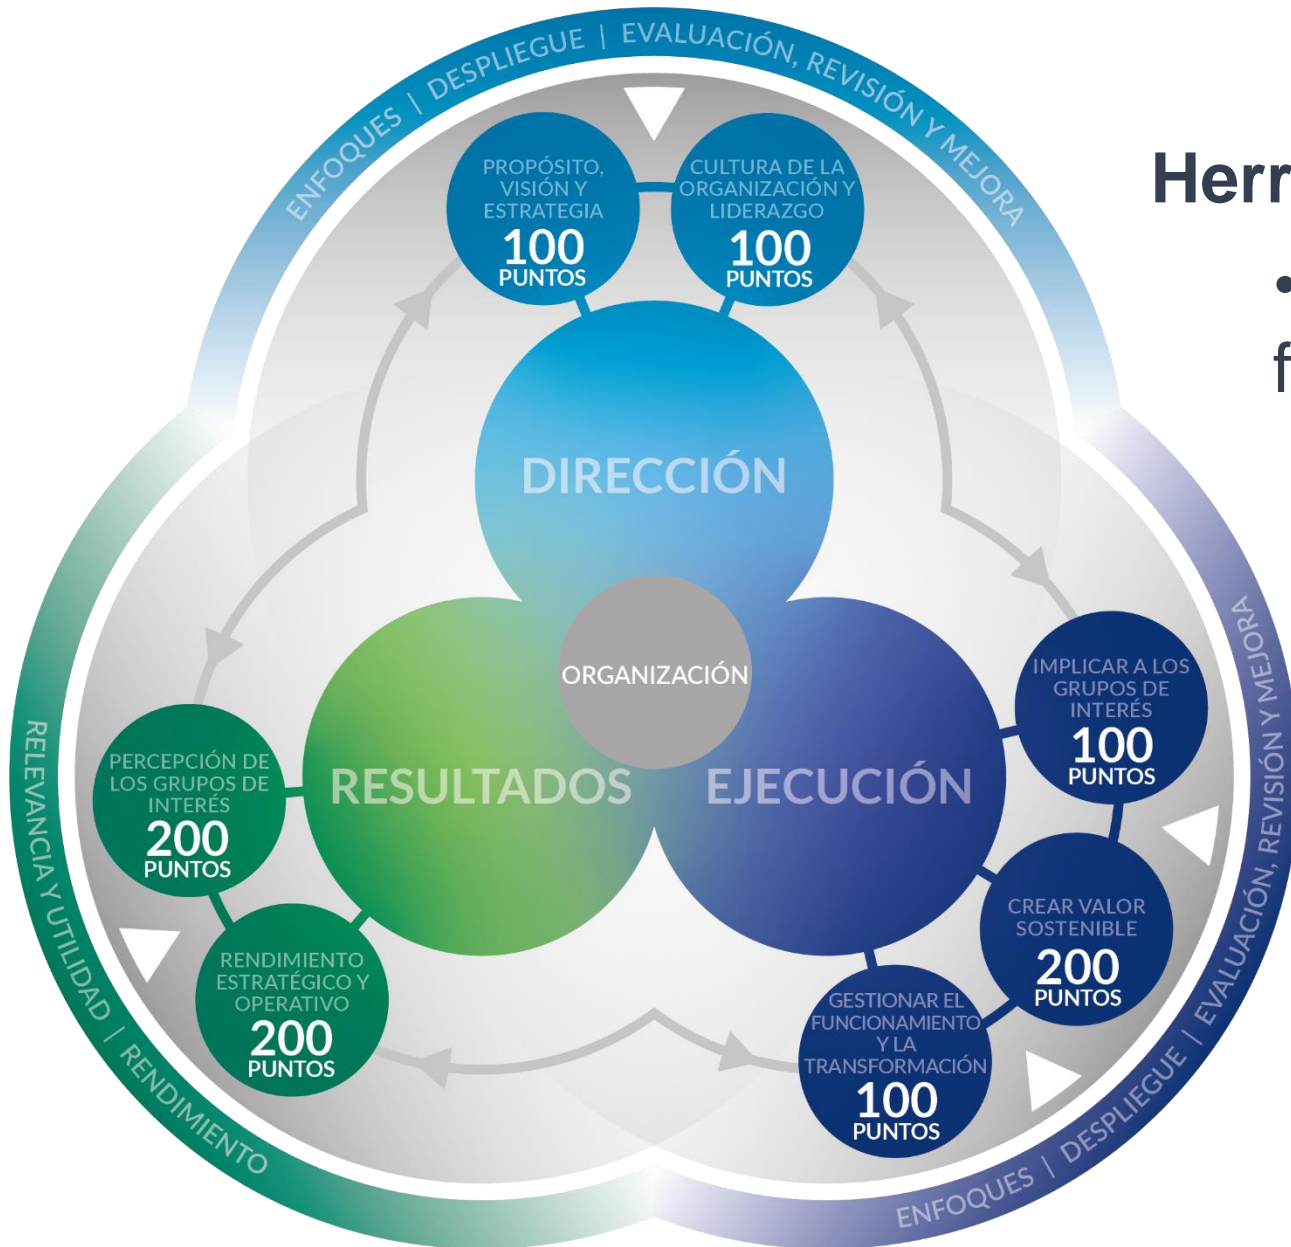 ENFOQUES | DESPLIEGUE | EVALUACIÓN, REVISIÓN Y MEJORA
PROPÓSITO,
VISIÓN Y
ESTRATEGIA
100
PUNTOS
CULTURA DE LA
ORGANIZACIÓN Y
LIDERAZGO
100
PUNTOS
Herr
•
f
DIRECCIÓN
ORGANIZACIÓN
RESULTADOS
EJECUCIÓN
IMPLICAR A LOS
GRUPOS DE
INTERÉS
100
PUNTOS
CREAR VALOR
SOSTENIBLE
200
PUNTOS
GESTIONAR EL
FUNCIONAMIENTO
Y LA
TRANSFORMACIÓN
100
PUNTOS
ENFOQUES | DESPLIEGUE | EVALUACIÓN, REVISIÓN Y MEJORA
PERCEPCIÓN DE
LOS GRUPOS DE
INTERÉS
200
PUNTOS
RENDIMIENTO
ESTRATÉGICO Y
OPERATIVO
200
PUNTOS
RELEVANCIA Y UTILIDAD | RENDIMIENTO